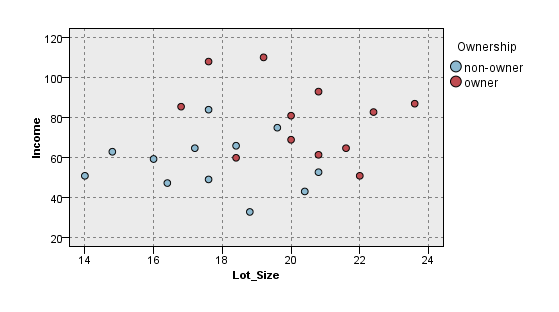 Ownership
non-owner
owner
120
100
80
60
40
20
Income
14 16 18 20 22 24
Lot_Size